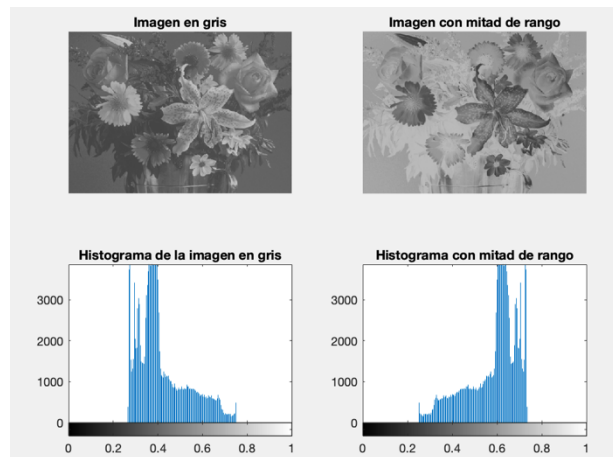 Imagen en gris
Imagen con mitad de rango
Histograma de la imagen en gris
Histograma con mitad de rango
3000
2000
1000
0
0 0.2 0.4 0.6 0.8 1
3000
2000
1000
0
0 0.2 0.4 0.6 0.8 1